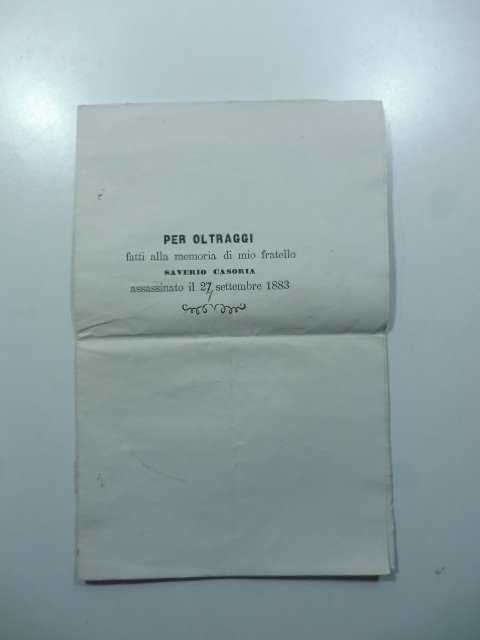 PER OLTRAGGI
fatti alla memoria di mio fratello
SAVERIO CASORIA
assassinato il 27 settembre 1883